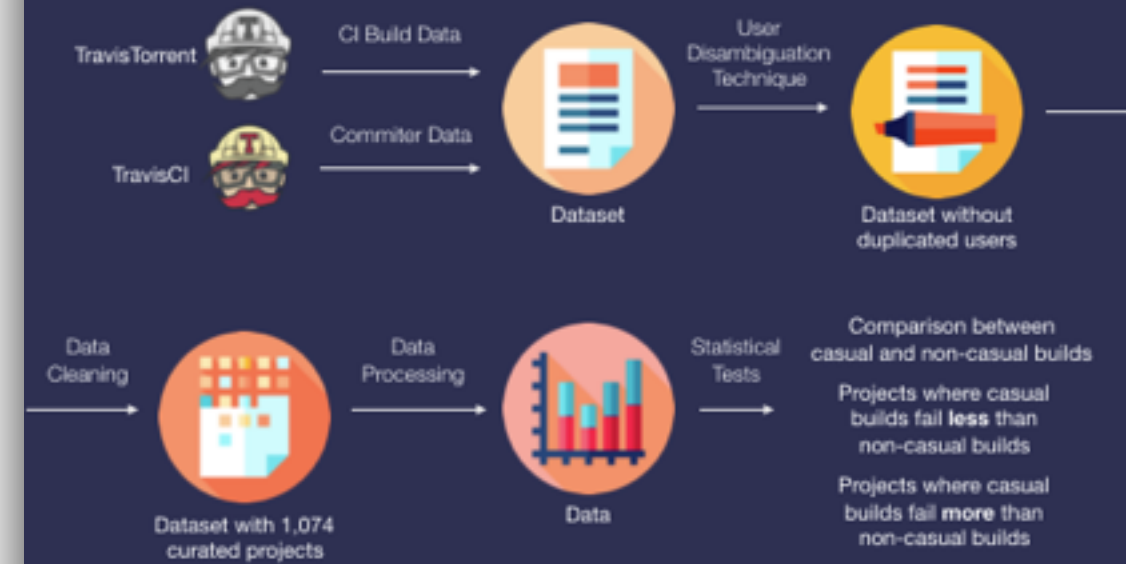 TravisTorrent
CI Build Data
User
Disambiguation
Technique
Commiter Data
TravisCI
Dataset
Dataset without
duplicated users
Data
Cleaning
Dataset with 1,074
curated projects
Data
Processing
Data
Statistical
Tests
Comparison between
casual and non-casual builds
Projects where casual
builds fail less than
non-casual builds
Projects where casual
builds fail more than
non-casual builds